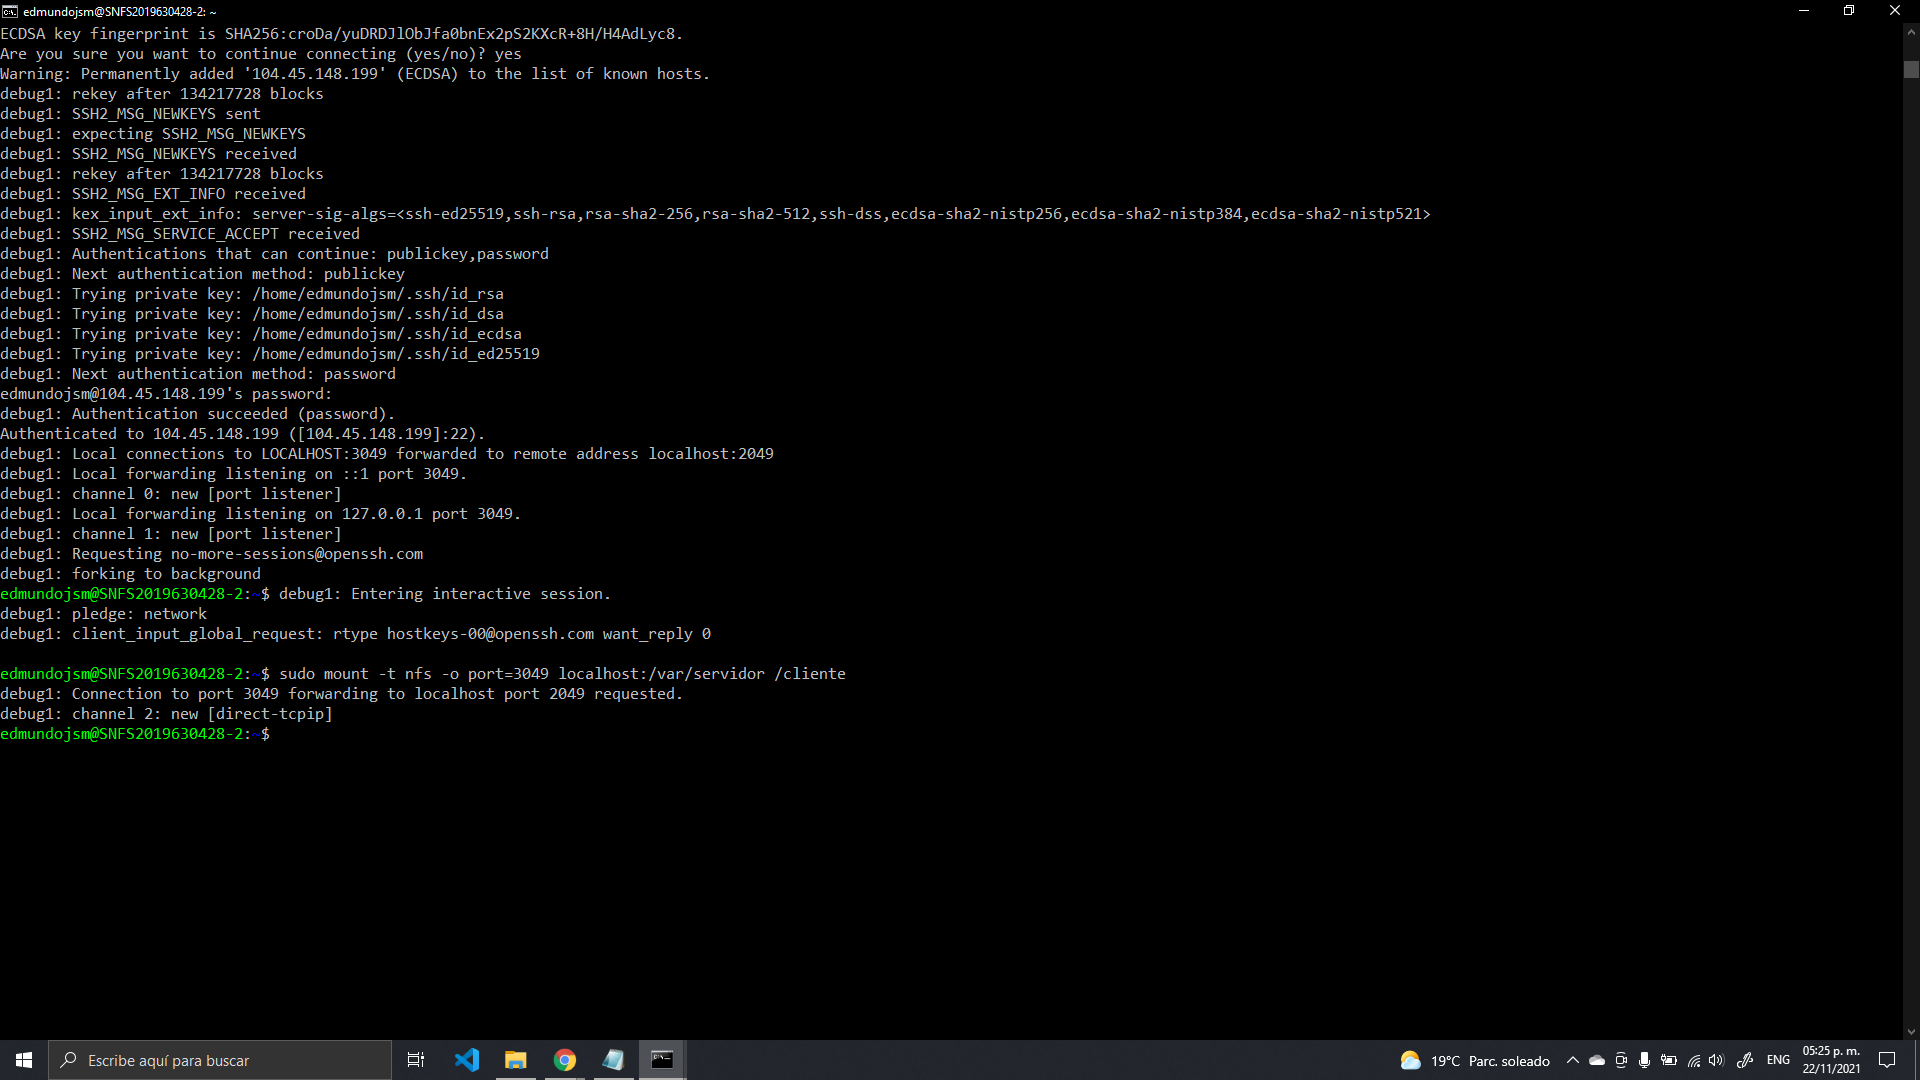 edmundojsm@SNFS2019630428-2: ~
ECDSA key fingerprint is SHA256:croDa/yuDRDJlObJfa0bnEx2pS2KXcR+8H/H4AdLyc8.
Are you sure you want to continue connecting (yes/no)? yes
Warning: Permanently added '104.45.148.199' (ECDSA) to the list of known hosts.
debug1: rekey after 134217728 blocks
debug1: SSH2_MSG_NEWKEYS sent
debug1: expecting SSH2_MSG_NEWKEYS
debug1: SSH2_MSG_NEWKEYS received
debug1: rekey after 134217728 blocks
debug1: SSH2_MSG_EXT_INFO received
debug1: kex_input_ext_info: server-sig-algs=<ssh-ed25519,ssh-rsa,rsa-sha2-256,rsa-sha2-512,ssh-dss,ecdsa-sha2-nistp256,ecdsa-sha2-nistp384,ecdsa-sha2-nistp521>
debug1: SSH2_MSG_SERVICE_ACCEPT received
debug1: Authentications that can continue: publickey,password
debug1: Next authentication method: publickey
debug1: Trying private key: /home/edmundojsm/.ssh/id_rsa
debug1: Trying private key: /home/edmundojsm/.ssh/id_dsa
debug1: Trying private key: /home/edmundojsm/.ssh/id_ecdsa
debug1: Trying private key: /home/edmundojsm/.ssh/id_ed25519
debug1: Next authentication method: password
edmundojsm@104.45.148.199's password:
debug1: Authentication succeeded (password).
Authenticated to 104.45.148.199 ([104.45.148.199]:22).
debug1: Local connections to LOCALHOST:3049 forwarded to remote address localhost:2049
debug1: Local forwarding listening on ::1 port 3049.
debug1: channel 0: new [port listener]
debug1: Local forwarding listening on 127.0.0.1 port 3049.
debug1: channel 1: new [port listener]
debug1: Requesting no-more-sessions@openssh.com
debug1: forking to background
edmundojsm@SNFS2019630428-2:~$ debug1: Entering interactive session.
debug1: pledge: network
debug1: client_input_global_request: rtype hostkeys-00@openssh.com want_reply 0
edmundojsm@SNFS2019630428-2:~$ sudo mount -t nfs -o port=3049 localhost:/var/servidor /cliente
debug1: Connection to port 3049 forwarding to localhost port 2049 requested.
debug1: channel 2: new [direct-tcpip]
edmundojsm@SNFS2019630428-2:~$
Escribe aquí para buscar
19°C Parc. soleado
ENG
05:25 p. m.
22/11/2021